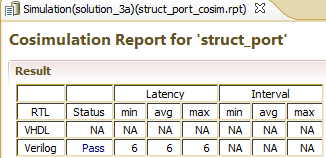 Simulation(solution_3a)(struct_port_cosim.rpt)
Cosimulation Report for 'struct_port'
Result
Latency Interval
RTL Status min avg max min avg max
VHDL NA NA NA NA NA NA NA
Verilog Pass 6 6 6 NA NA NA